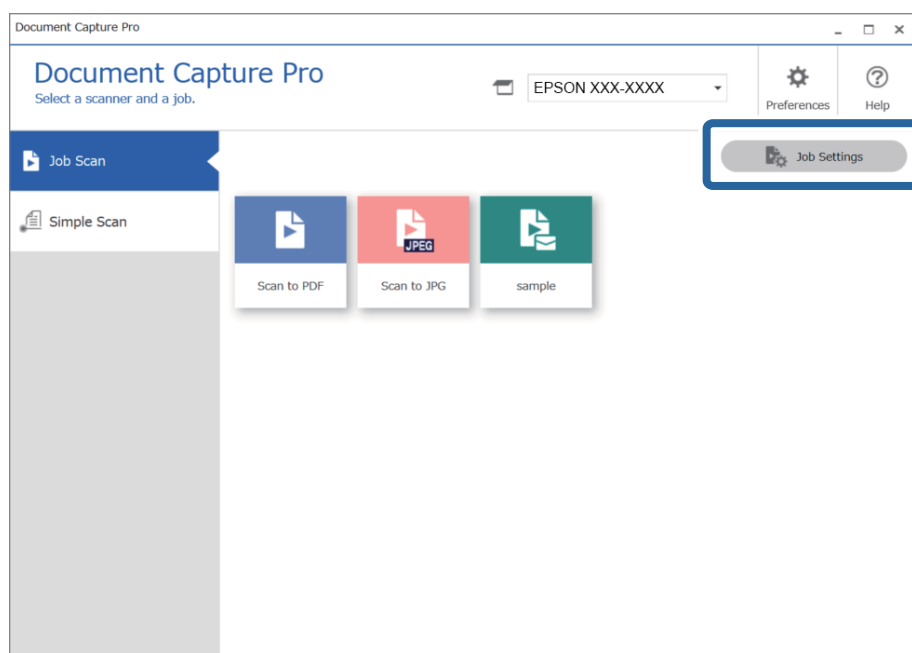 Document Capture Pro
Document Capture Pro
Select a scanner and a job.
EPSON XXX-XXXX
Preferences
Help
Job Scan
Job Settings
Simple Scan
JPEG
Scan to PDF
Scan to JPG
sample